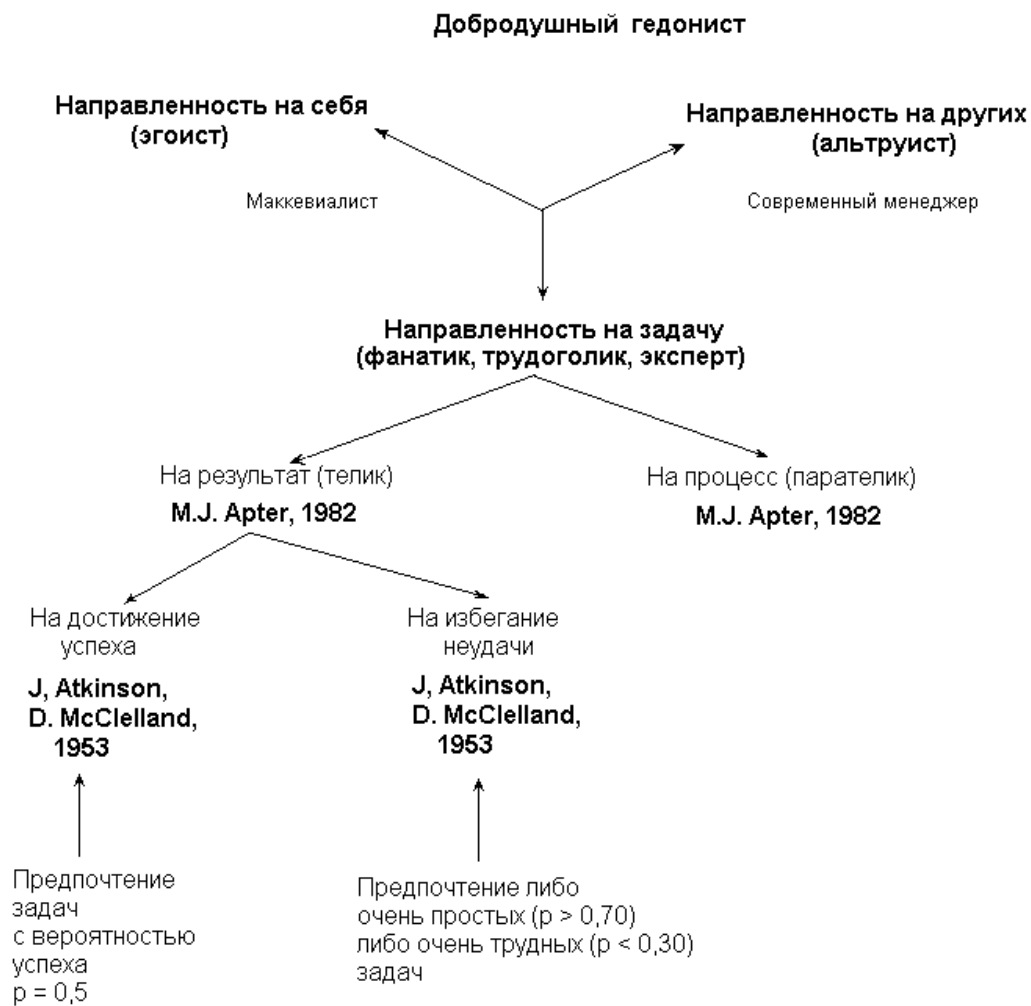 Добродушный гедонист
Направленность на себя
(эгоист)
Направленность на других
(альтруист)
Маккевиалист
Современный менеджер
Направленность на задачу
(фанатик, трудоголик, эксперт)
На результат (телик)
M.J. Apter, 1982
На процесс (парателик)
M.J. Apter, 1982
На достижение
успеха
J, Atkinson,
D. McClelland,
1953
На избегание
неудачи
J, Atkinson,
D. McClelland,
1953
Предпочтение
задач
с вероятностью
успеха
p = 0,5
Предпочтение либо
очень простых (p > 0,70)
либо очень трудных (p < 0,30)
задач